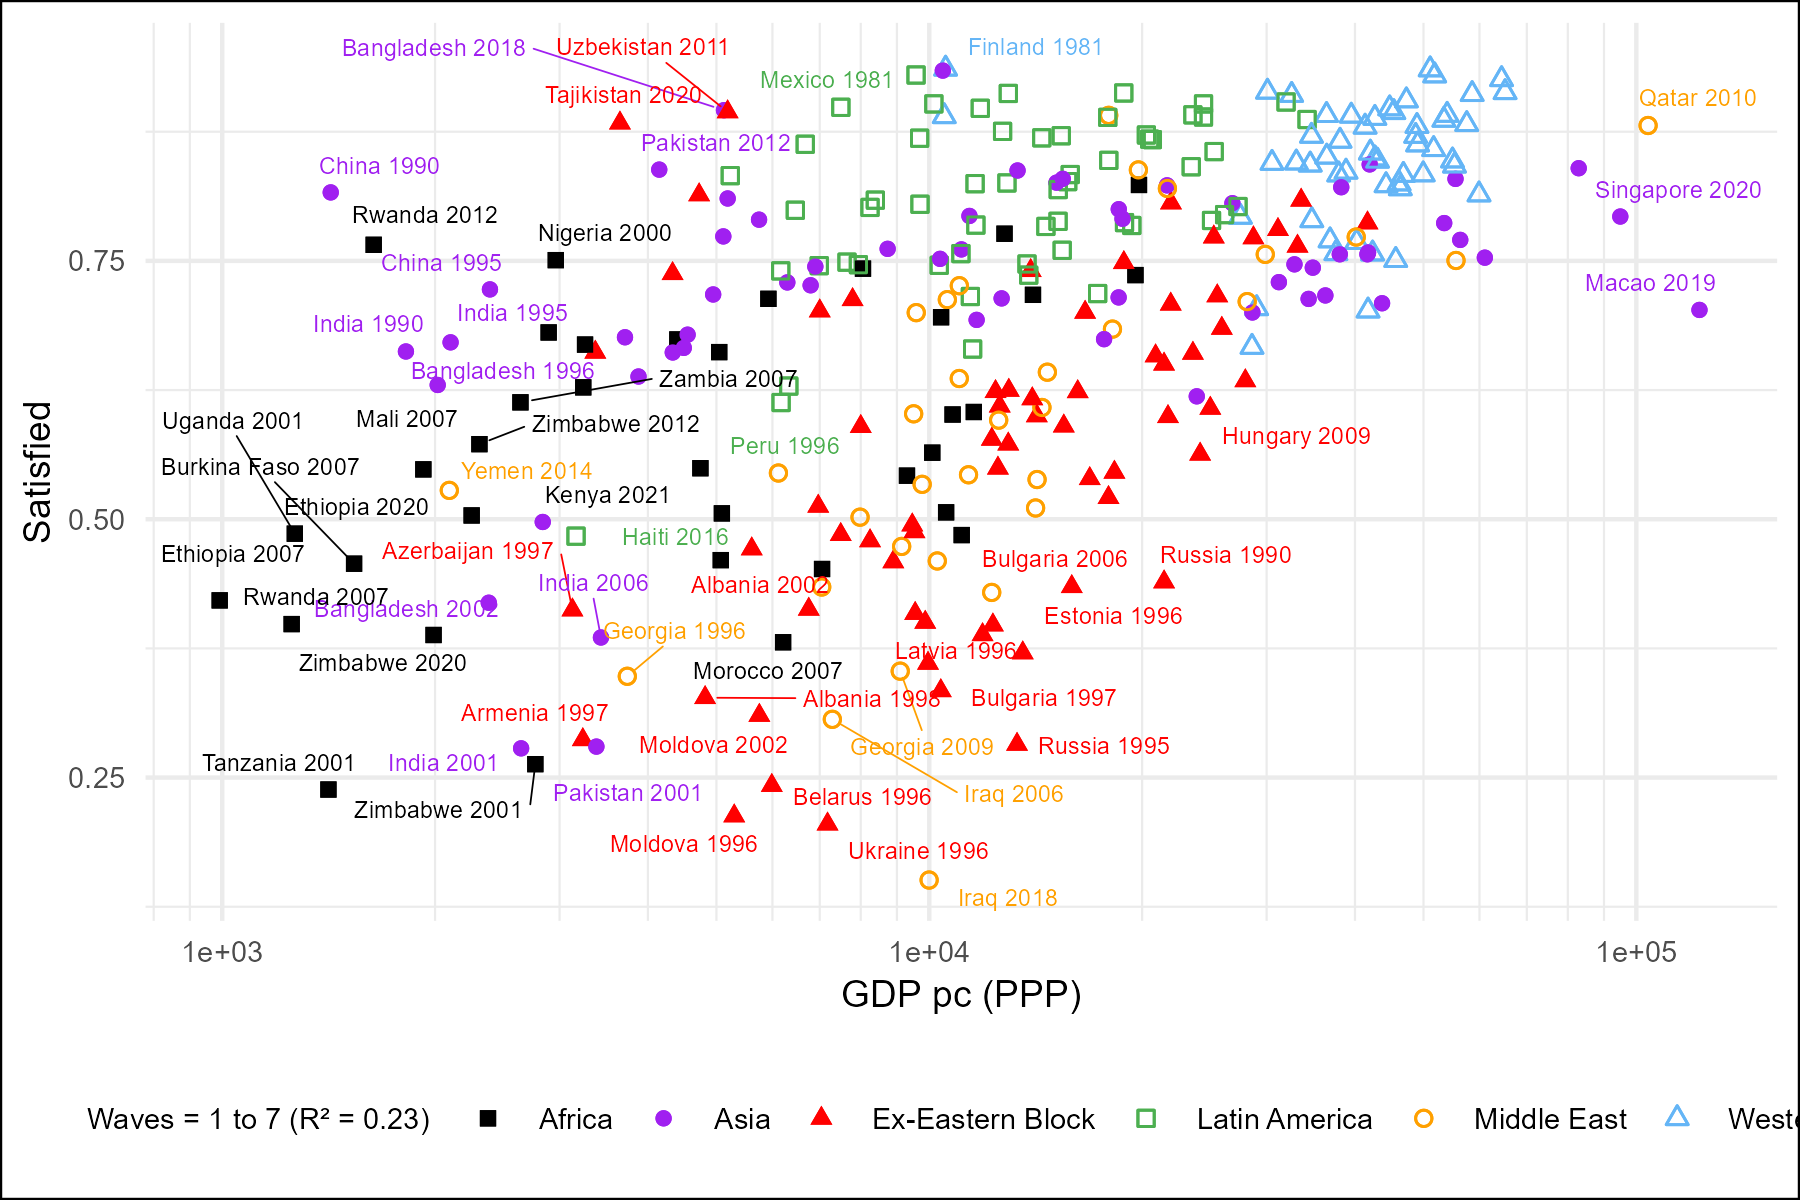 Bangladesh 2018
Uzbekistan 2011
Finland 1981
Mexico 1981
Tajikistan 2020
Qatar 2010
Pakistan 2012
China 1990
Singapore 2020
Rwanda 2012
Nigeria 2000
0.75
China 1995
Macao 2019
India 1995
India 1990
Bangladesh 1996
Zambia 2007
Uganda 2001
Mali 2007
Zimbabwe 2012
Hungary 2009
Peru 1996
Burkina Faso 2007
Yemen 2014
Satisfied
Kenya 2021
Ethiopia 2020
0.50
Haiti 2016
Ethiopia 2007
Azerbaijan 1997
Bulgaria 2006
Russia 1990
India 2006
Albania 2002
Rwanda 2007
Bangladesh 2002
Estonia 1996
Georgia 1996
Latvia 1996
Zimbabwe 2020
Morocco 2007
Albania 1998
Bulgaria 1997
Armenia 1997
Moldova 2002
Georgia 2009
Russia 1995
Tanzania 2001
India 2001
0.25
Pakistan 2001
Iraq 2006
Belarus 1996
Zimbabwe 2001
Moldova 1996
Ukraine 1996
Iraq 2018
1e+03
1e+04
1e+05
GDP pc (PPP)
Waves = 1 to 7 (R² = 0.23) Africa Asia Ex-Eastern Block Latin America Middle East Weste